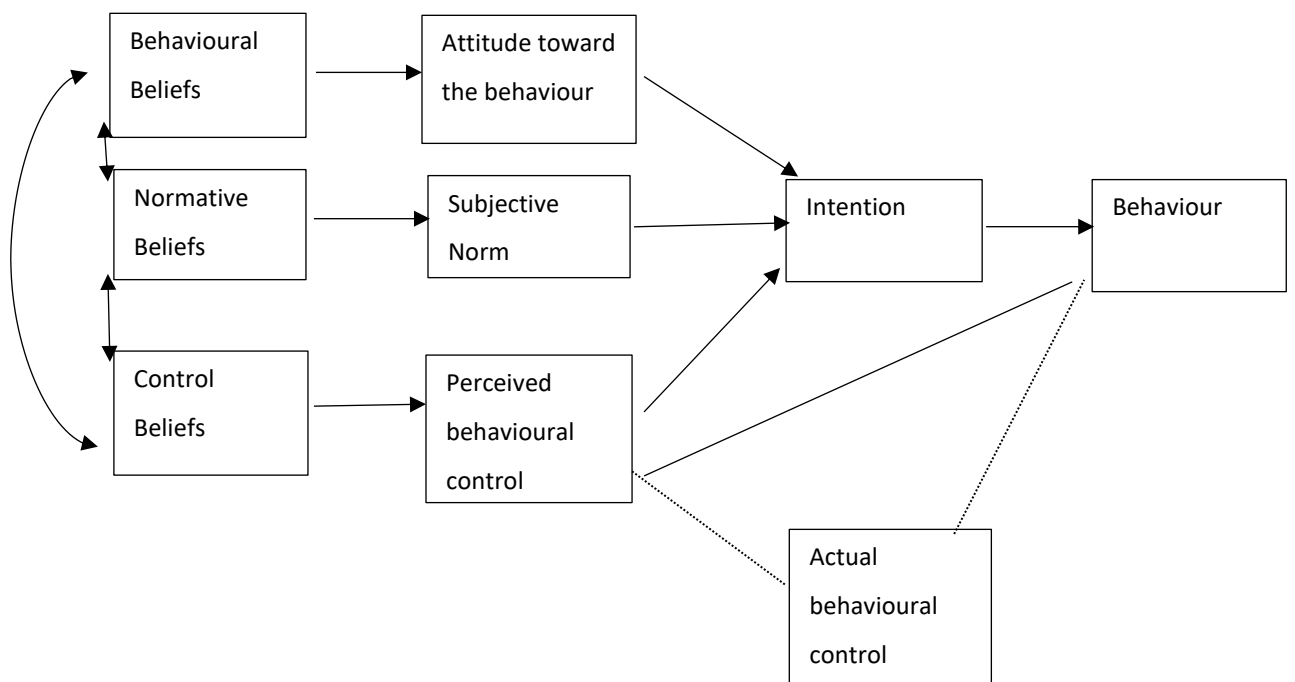 Behavioural
Beliefs
Attitude toward
the behaviour
Normative
Beliefs
Subjective
Norm
Intention
Behaviour
Control
Beliefs
Perceived
behavioural
control
Actual
behavioural
control